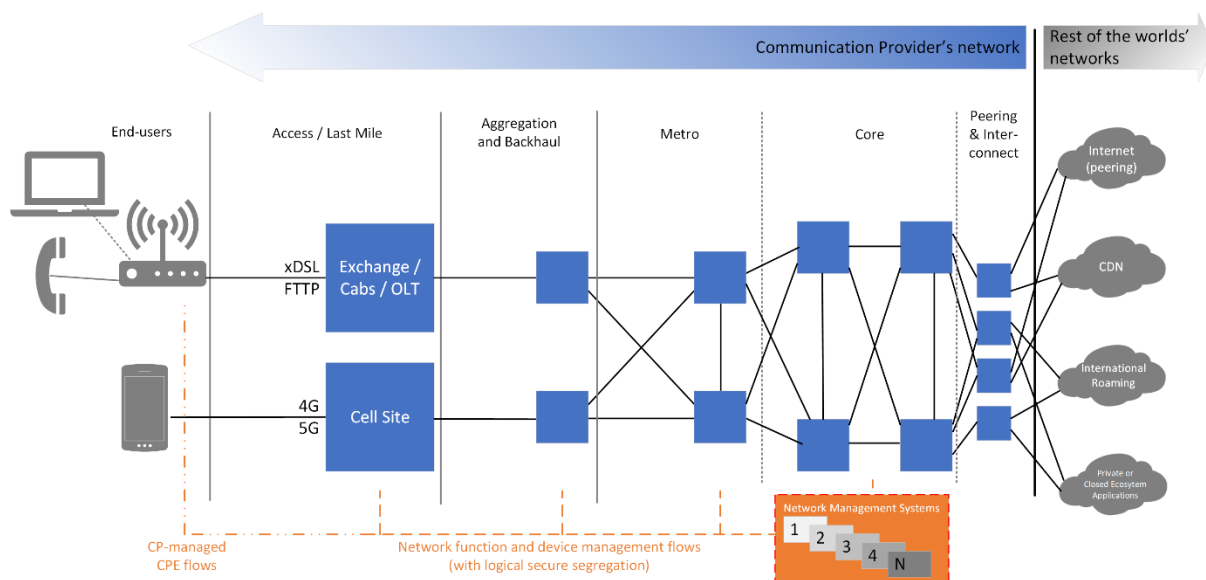 Communication Provider's network
Rest of the worlds'
networks
End-users
Access / Last Mile
Aggregation
and Backhaul
Metro
Core
Peering
& Inter-
connect
xDSL
FTTP
Exchange /
Cabs / OLT
4G
5G
Cell Site
Internet
(peering)
CDN
International
Roaming
Private or
Closed Ecosytem
Applications
Network Management Systems
1
2
3
4
N
CP-managed
CPE flows
Network function and device management flows
(with logical secure segregation)